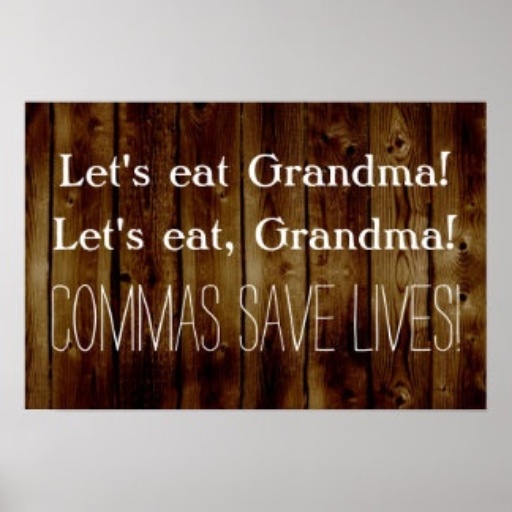 Let's eat Grandma!
Let's eat, Grandma!
COMMAS SAVE LIVES!